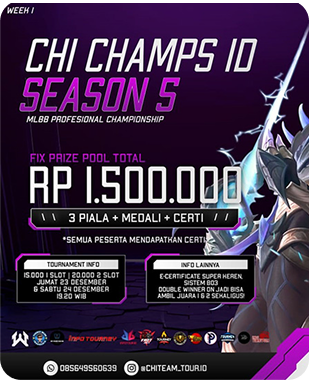 WEEK 1
CHI CHAMPS ID
SEASON 5
MLBB PROFESIONAL CHAMPIONSHIP
FIX PRIZE POOL TOTAL
RP 1.500.000
3 PIALA + MEDALI + CERTI
*SEMUA PESERTA MENDAPATKAN CERTI
TOURNAMENT INFO
15.000 1 SLOT | 20.000 2 SLOT
JUMAT 23 DESEMBER
& SABTU 24 DESEMBER
19.20 WIB
INFO LAINNYA
E-CERTIFICATE SUPER KEREN,
SISTEM BO3
DOUBLE WINNER ON JADI BISA
AMBIL JUARA 1 & 2 SEKALIGUS!
INFO TOURNEY
085649560639
@CHITEAM_TOURID